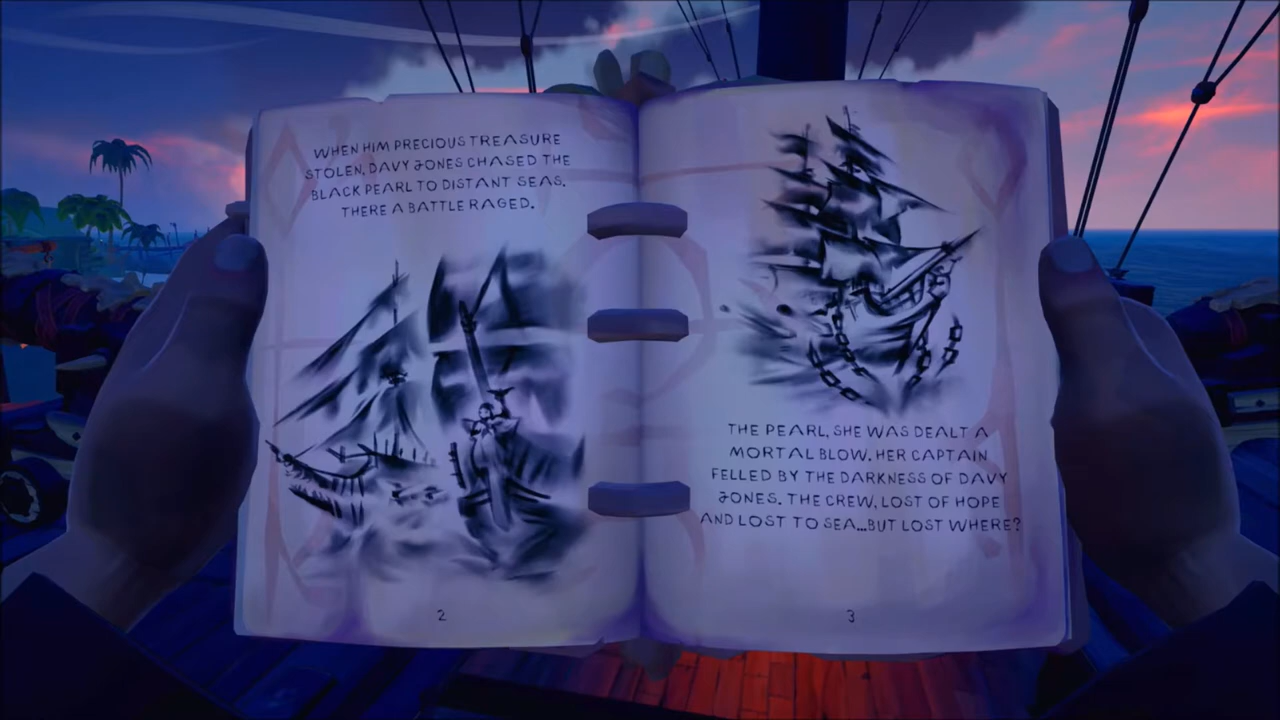 WHEN HIM PRECIOUS TREASURE
STOLEN, DAVY JONES CHASED THE
BLACK PEARL TO DISTANT SEAS.
THERE A BATTLE RAGED.
2
THE PEARL, SHE WAS DEALT A
MORTAL BLOW. HER CAPTAIN
FELLED BY THE DARKNESS OF DAVY
JONES. THE CREW, LOST OF HOPE
AND LOST TO SEA...BUT LOST WHERE?
3